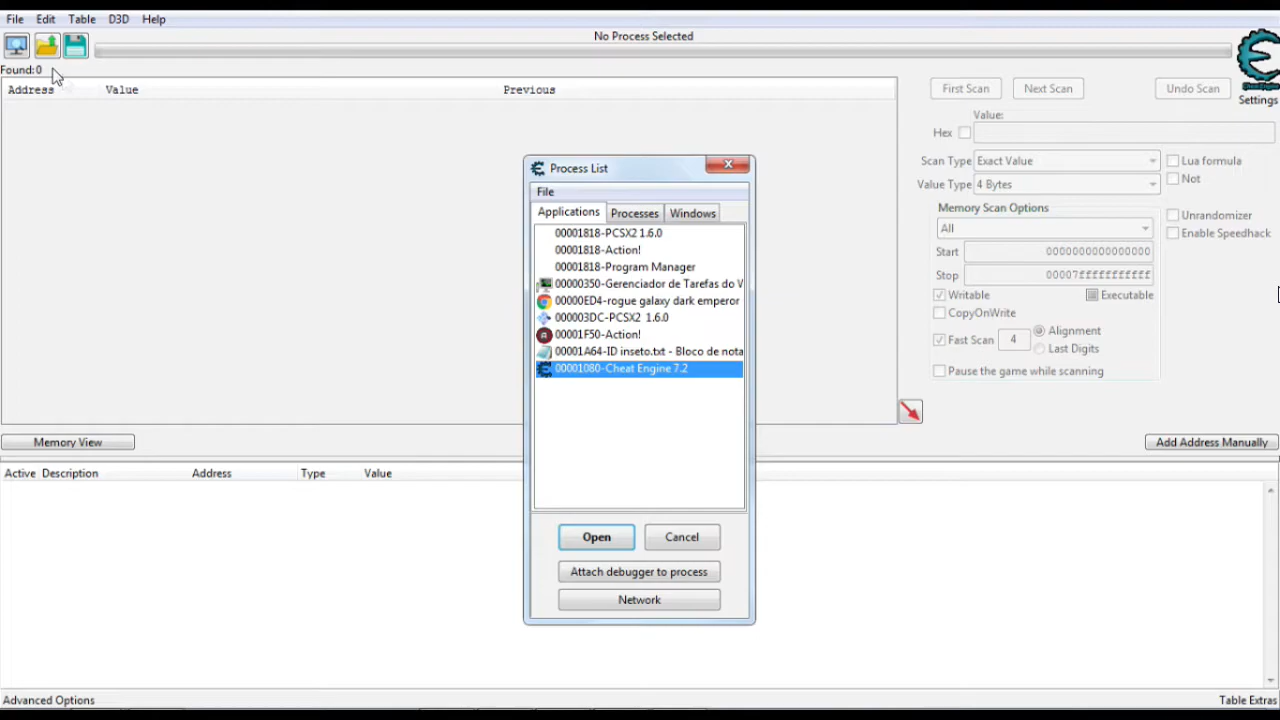 File Edit Table D3D Help
No Process Selected
Found:0
Address Value Previous
First Scan Next Scan Undo Scan
Settings
Value:
Hex
Scan Type Exact Value Lua formula
Value Type 4 Bytes Not
Memory Scan Options
All
Unrandomizer
Enable Speedhack
Start 0000000000000000
Stop 00007fffffffffff
Writable Executable
CopyOnWrite
Fast Scan 4 Alignment
Last Digits
Pause the game while scanning
Process List
File
Applications Processes Windows
00001818-PCSX2 1.6.0
00001818-Action!
00001818-Program Manager
00000350-Gerenciador de Tarefas do V
00000ED4-rogue galaxy dark emperor
000003DC-PCSX2 1.6.0
00001F50-Action!
00001A64-ID inseto.txt - Bloco de nota
00001080-Cheat Engine 7.2
Open Cancel
Attach debugger to process
Network
Memory View Add Address Manually
Active Description Address Type Value
Advanced Options Table Extras